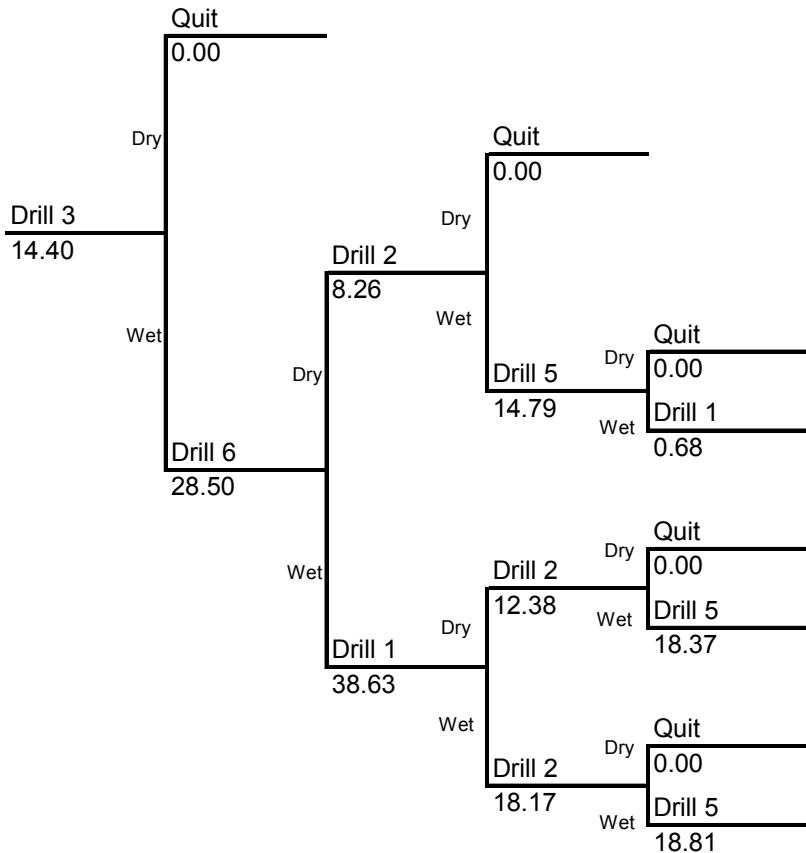 Quit
0.00
Dry
Quit
0.00
Drill 3
14.40
Dry
Drill 2
8.26
Wet
Wet
Quit
Dry
0.00
Dry
Drill 5
14.79
Drill 1
Wet
0.68
Drill 6
28.50
Quit
Dry
0.00
Wet
Drill 2
12.38
Drill 5
Wet
18.37
Dry
Drill 1
38.63
Wet
Quit
Dry
0.00
Drill 2
18.17
Drill 5
Wet
18.81